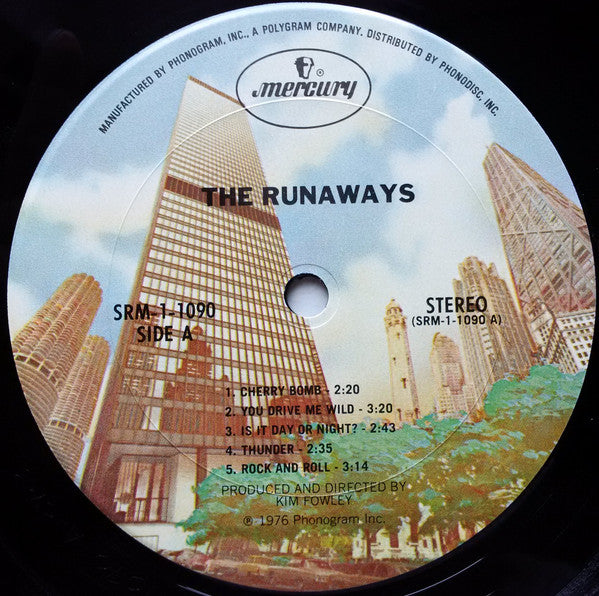 MANUFACTURED BY PHONOGRAM, INC., A POLYGRAM COMPANY. DISTRIBUTED BY PHONODISC, INC.
mercury ®
THE RUNAWAYS
SRM-1-1090
SIDE A
STEREO
(SRM-1-1090 A)
1. CHERRY BOMB - 2:20
2. YOU DRIVE ME WILD - 3:20
3. IS IT DAY OR NIGHT? - 2:43
4. THUNDER - 2:35
5. ROCK AND ROLL - 3:14
PRODUCED AND DIRECTED BY
KIM FOWLEY
℗ 1976 Phonogram Inc.